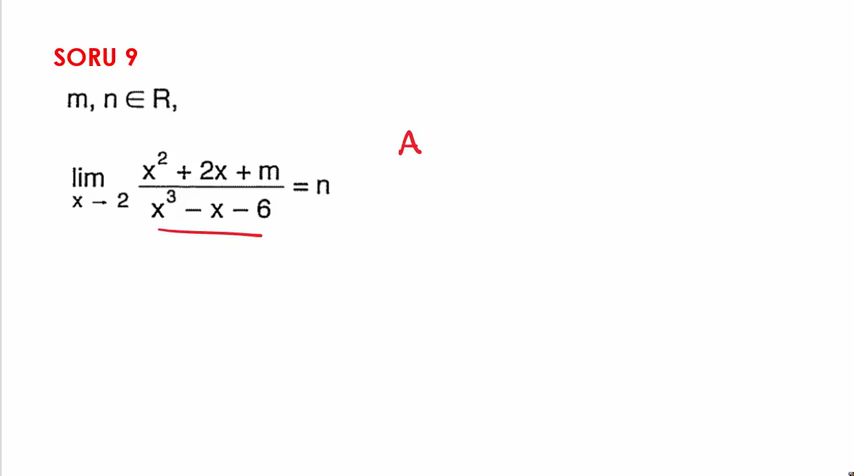 SORU 9
m, n ∈ R,
A
lim x → 2 (x² + 2x + m) / (x³ − x − 6) = n